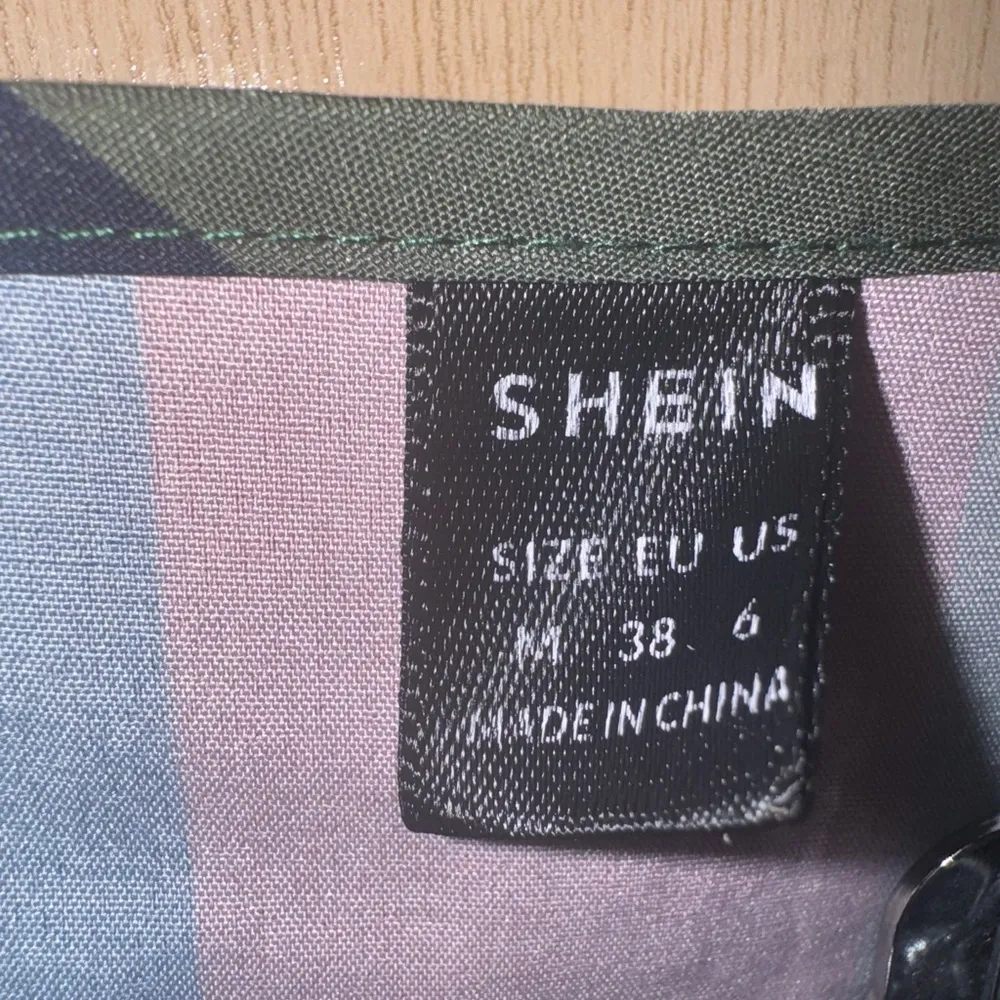 SHEIN
SIZE EU US
M 38 6
MADE IN CHINA